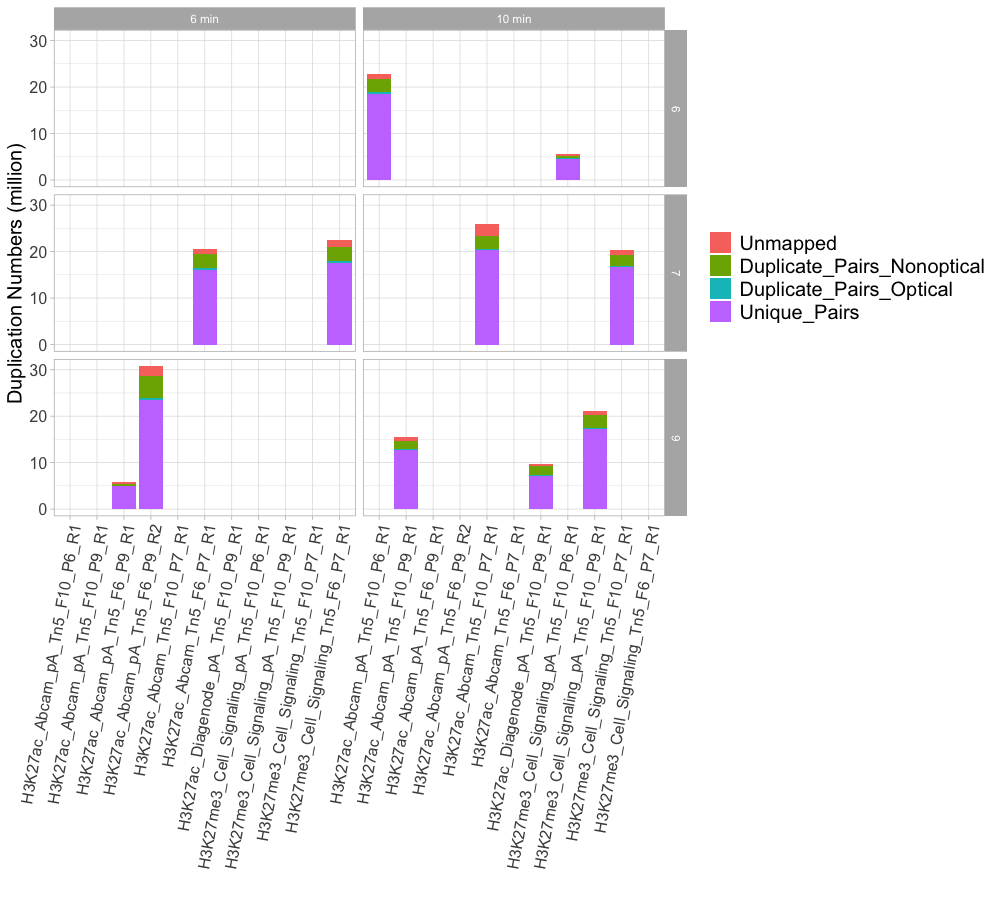 6 min
10 min
Duplication Numbers (million)
30
20
10
0
6
30
20
10
0
7
30
20
10
0
9
H3K27ac_Abcam_pA_Tn5_F10_P6_R1
H3K27ac_Abcam_pA_Tn5_F10_P9_R1
H3K27ac_Abcam_pA_Tn5_F6_P9_R1
H3K27ac_Abcam_pA_Tn5_F6_P9_R2
H3K27ac_Abcam_Tn5_F10_P7_R1
H3K27ac_Abcam_Tn5_F6_P7_R1
H3K27ac_Diagenode_pA_Tn5_F10_P9_R1
H3K27me3_Cell_Signaling_pA_Tn5_F10_P6_R1
H3K27me3_Cell_Signaling_pA_Tn5_F10_P9_R1
H3K27me3_Cell_Signaling_Tn5_F10_P7_R1
H3K27me3_Cell_Signaling_Tn5_F6_P7_R1
H3K27ac_Abcam_pA_Tn5_F10_P6_R1
H3K27ac_Abcam_pA_Tn5_F10_P9_R1
H3K27ac_Abcam_pA_Tn5_F6_P9_R1
H3K27ac_Abcam_pA_Tn5_F6_P9_R2
H3K27ac_Abcam_Tn5_F10_P7_R1
H3K27ac_Abcam_Tn5_F6_P7_R1
H3K27ac_Diagenode_pA_Tn5_F10_P9_R1
H3K27me3_Cell_Signaling_pA_Tn5_F10_P6_R1
H3K27me3_Cell_Signaling_pA_Tn5_F10_P9_R1
H3K27me3_Cell_Signaling_Tn5_F10_P7_R1
H3K27me3_Cell_Signaling_Tn5_F6_P7_R1
Unmapped
Duplicate_Pairs_Nonoptical
Duplicate_Pairs_Optical
Unique_Pairs